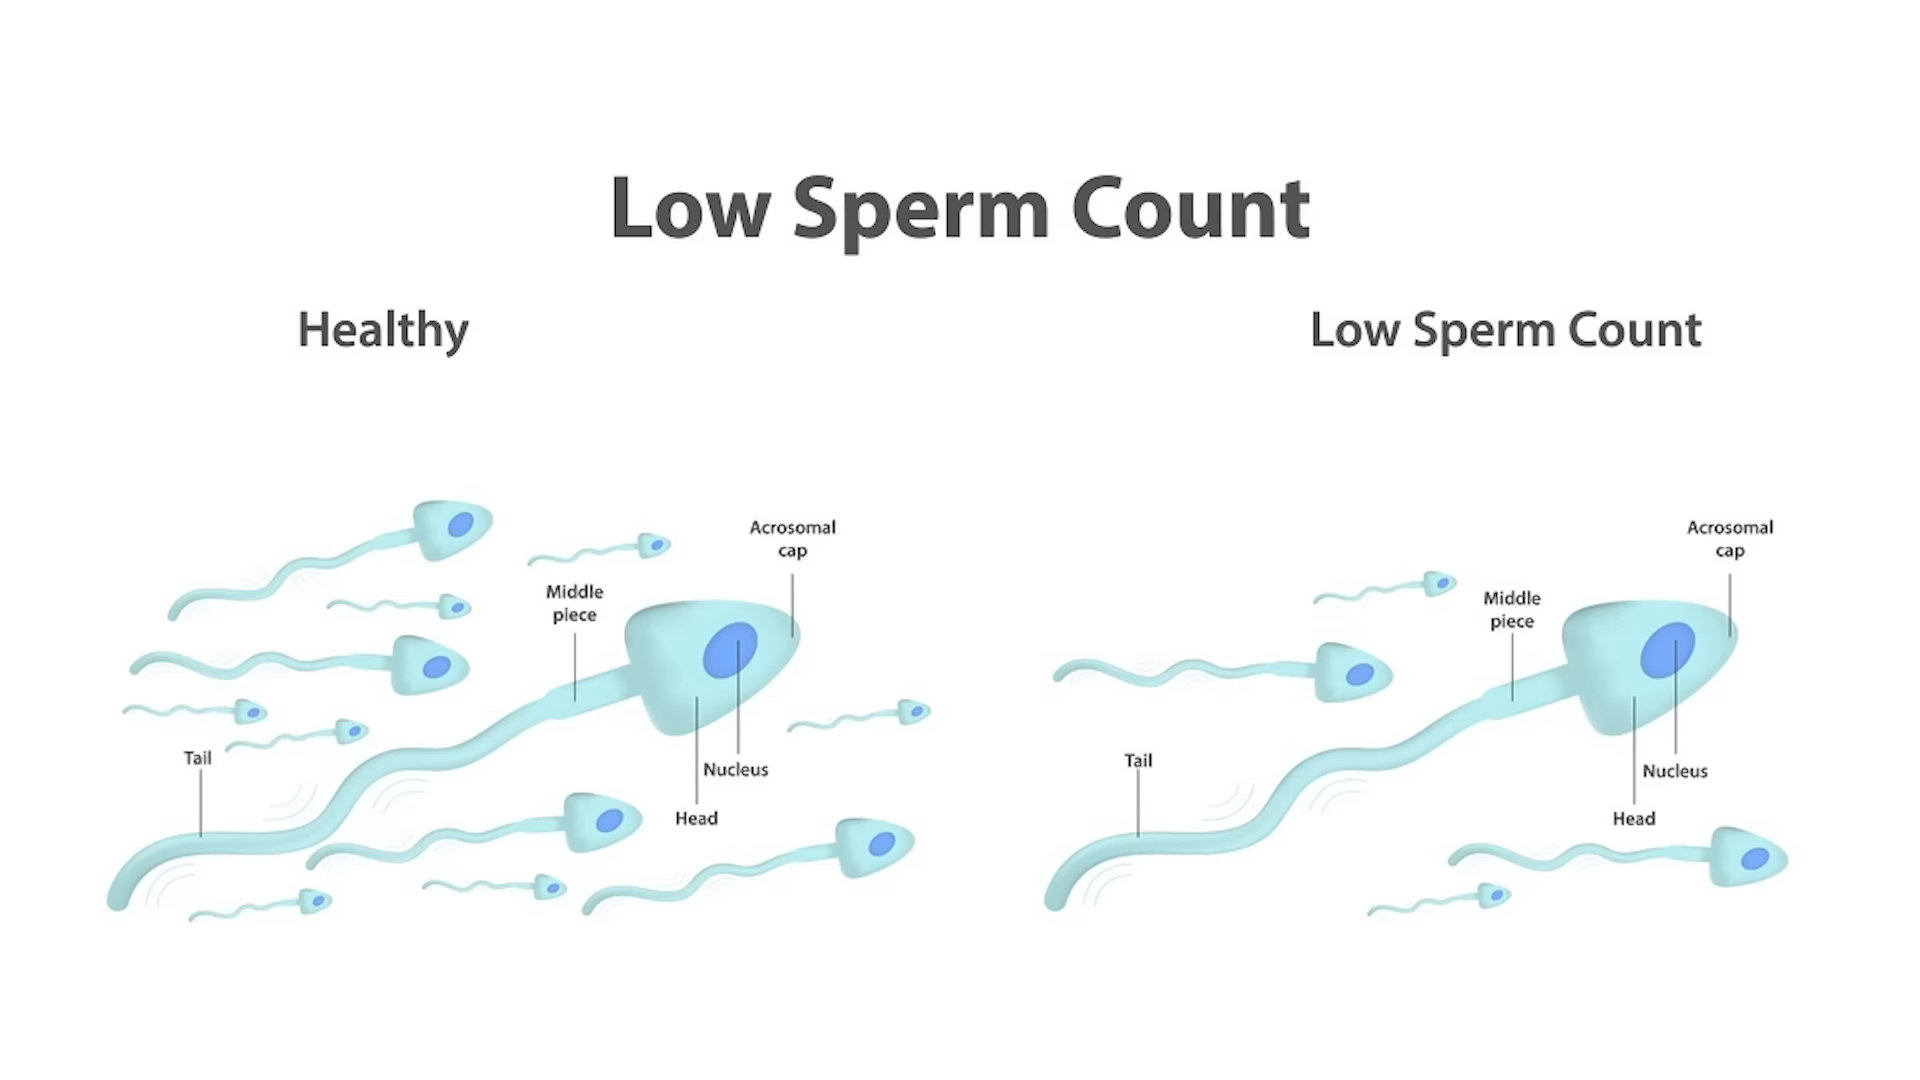 Low Sperm Count
Healthy
Low Sperm Count
Acrosomal
cap
Middle
piece
Tail
Nucleus
Head
Acrosomal
cap
Middle
piece
Tail
Nucleus
Head